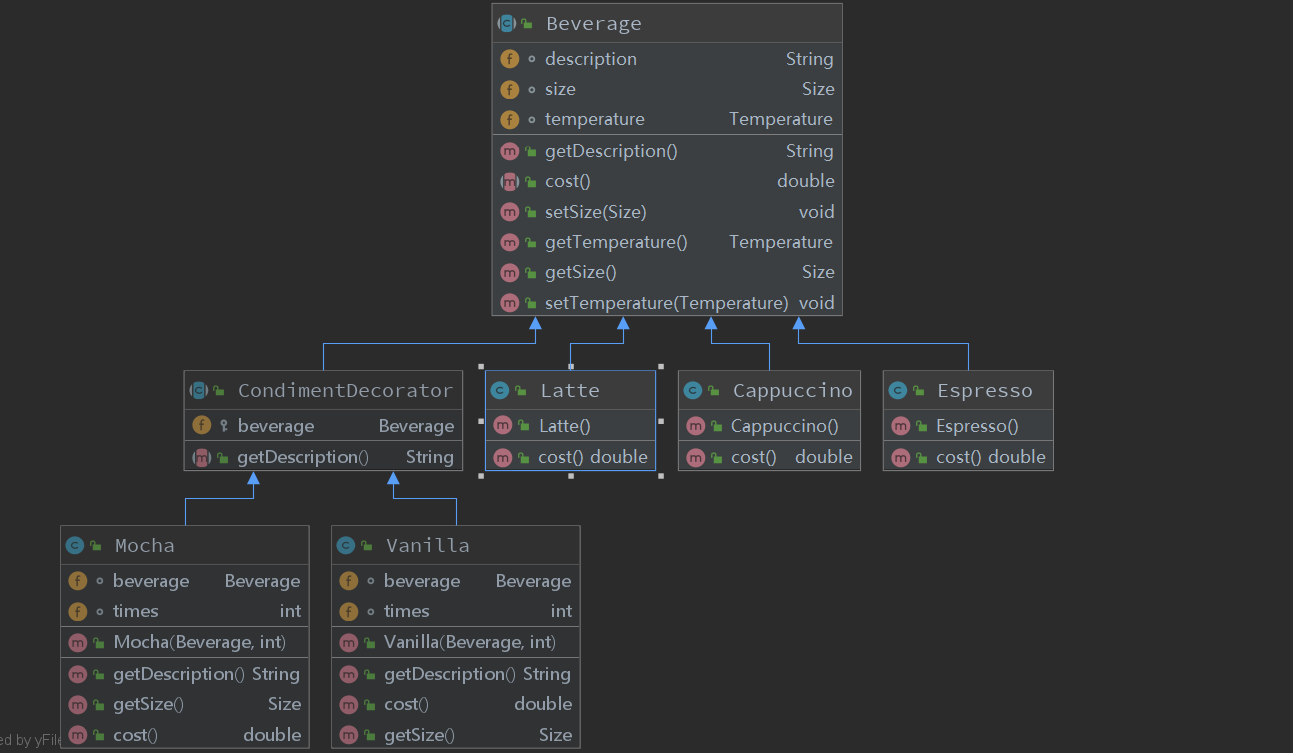 Beverage
description String
size Size
temperature Temperature
getDescription() String
cost() double
setSize(Size) void
getTemperature() Temperature
getSize() Size
setTemperature(Temperature) void
CondimentDecorator
beverage Beverage
getDescription() String
Latte
Latte()
cost() double
Cappuccino
Cappuccino()
cost() double
Espresso
Espresso()
cost() double
Mocha
beverage Beverage
times int
Mocha(Beverage, int)
getDescription() String
getSize() Size
cost() double
Vanilla
beverage Beverage
times int
Vanilla(Beverage, int)
getDescription() String
cost() double
getSize() Size
by